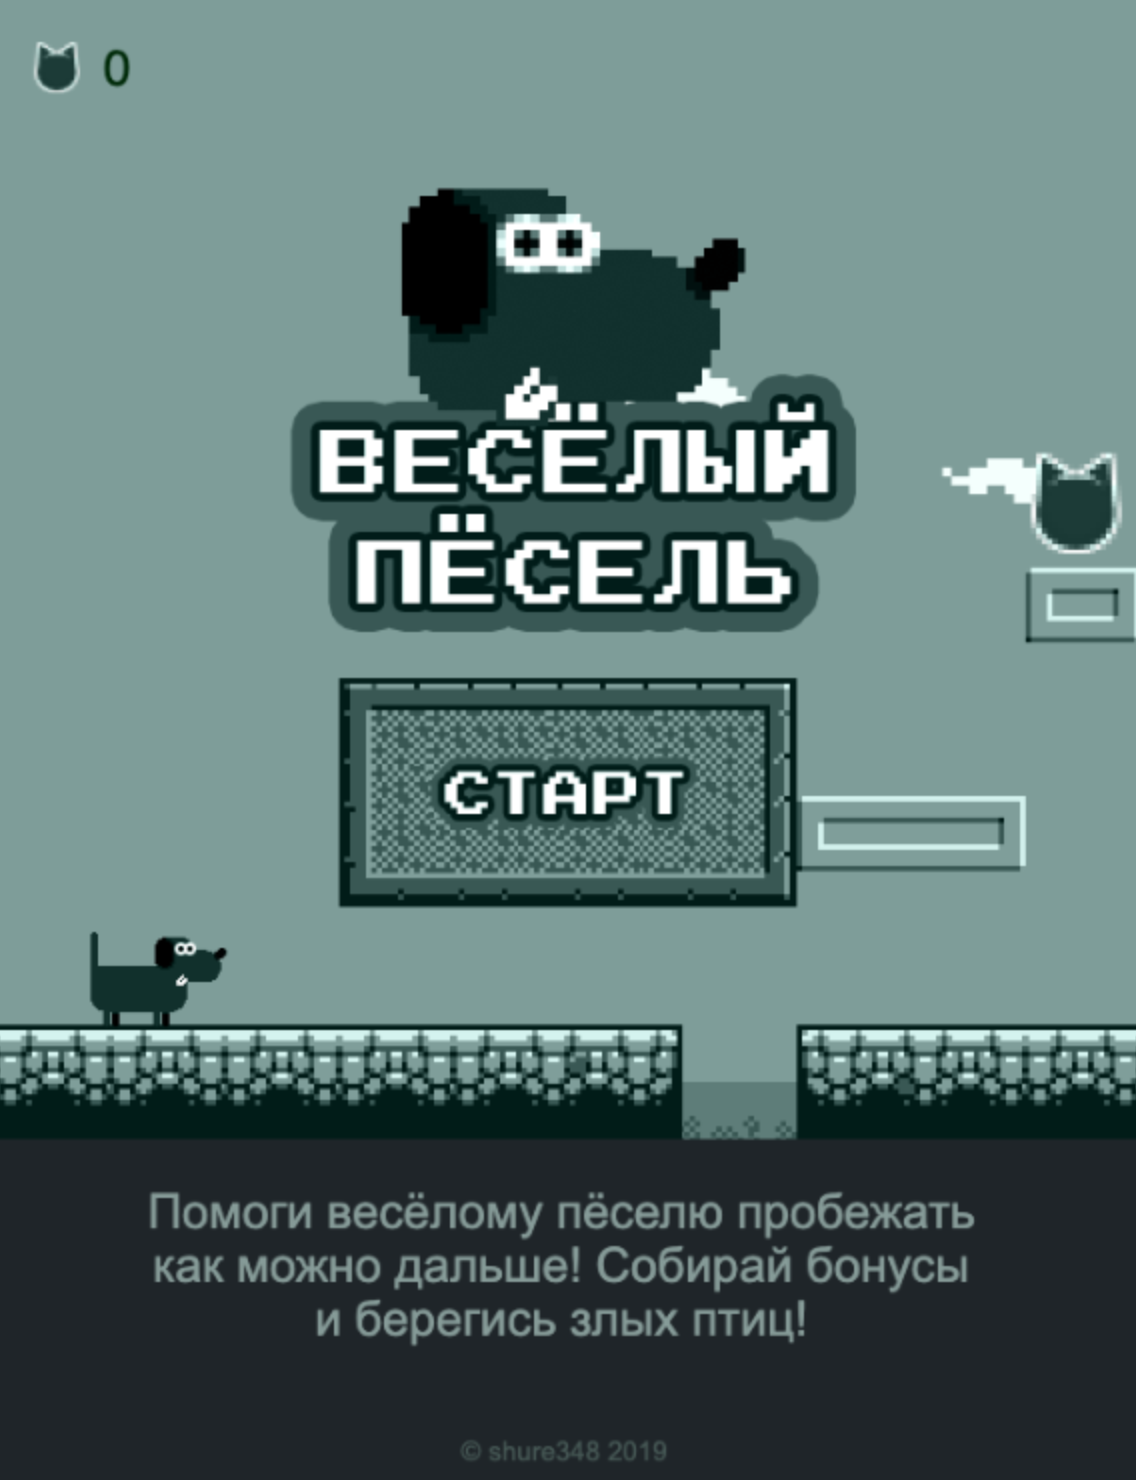 0
ВЕСЁЛЫЙ
ПЁСЕЛЬ
СТАРТ
Помоги весёлому пёселю пробежать
как можно дальше! Собирай бонусы
и берегись злых птиц!
© shure348 2019